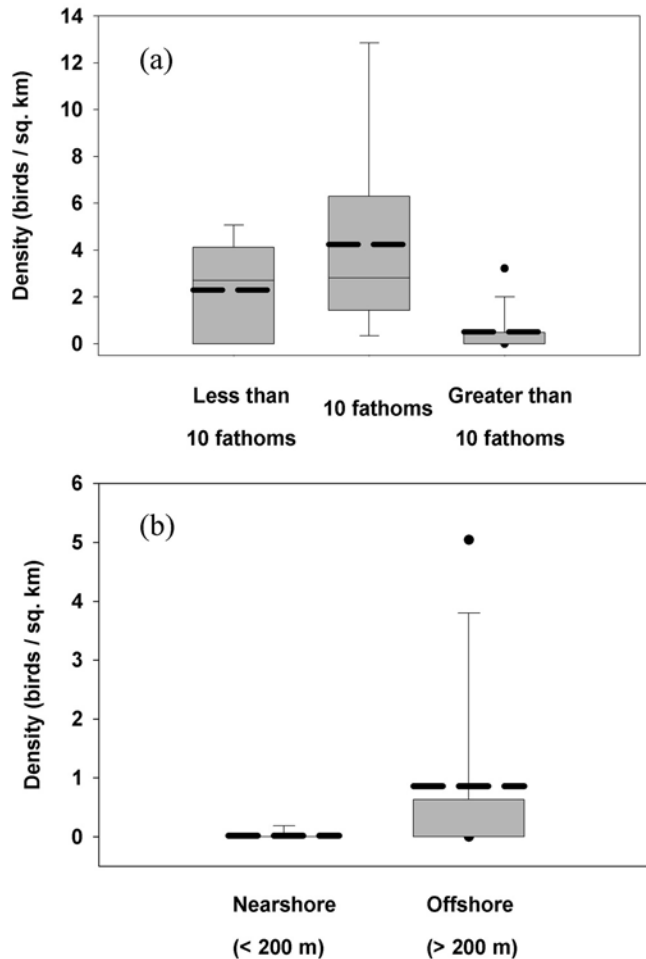 (a)
Density (birds / sq. km)
14
12
10
8
6
4
2
0
Less than
10 fathoms
10 fathoms
Greater than
10 fathoms
(b)
Density (birds / sq. km)
6
5
4
3
2
1
0
Nearshore
(< 200 m)
Offshore
(> 200 m)